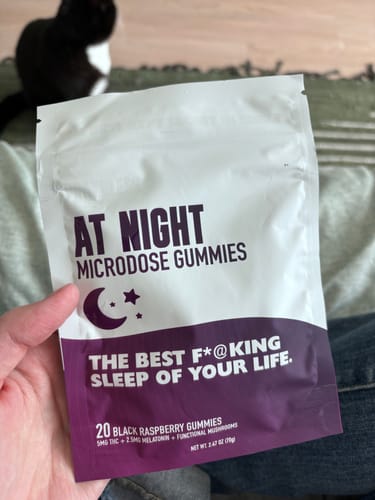 AT NIGHT
MICRODOSE GUMMIES
THE BEST F*@KING
SLEEP OF YOUR LIFE.
20 BLACK RASPBERRY GUMMIES
5MG THC + 2.5MG MELATONIN + FUNCTIONAL MUSHROOMS
NET WT. 2.47 OZ (70g)